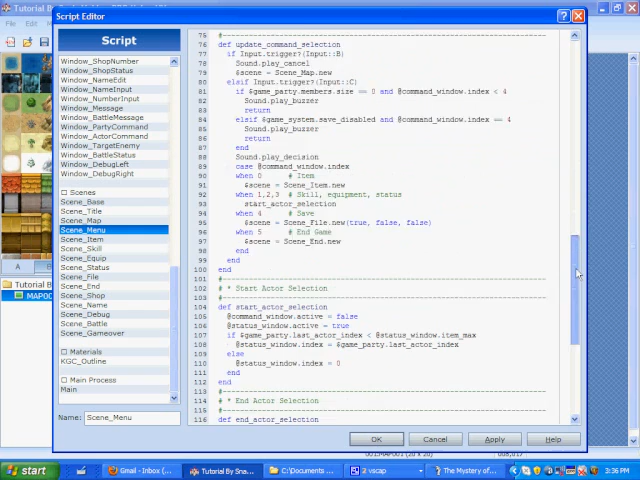 Script Editor
File
Edit
Script
Window_ShopNumber
Window_ShopStatus
Window_NameEdit
Window_NameInput
Window_NumberInput
Window_Message
Window_BattleMessage
Window_PartyCommand
Window_ActorCommand
Window_TargetEnemy
Window_BattleStatus
Window_DebugLeft
Window_DebugRight
□ Scenes
Scene_Base
Scene_Title
Scene_Map
Scene_Menu
Scene_Item
Scene_Skill
Scene_Equip
Scene_Status
Scene_File
Scene_End
Scene_Shop
Scene_Name
Scene_Debug
Scene_Battle
Scene_Gameover
□ Materials
KGC_Outline
□ Main Process
Main
Name: Scene_Menu
75 #--------------------------------------------------------------------------
76 def update_command_selection
77 if Input.trigger?(Input::B)
78 Sound.play_cancel
79 $scene = Scene_Map.new
80 elsif Input.trigger?(Input::C)
81 if $game_party.members.size == 0 and @command_window.index < 4
82 Sound.play_buzzer
83 return
84 elsif $game_system.save_disabled and @command_window.index == 4
85 Sound.play_buzzer
86 return
87 end
88 Sound.play_decision
89 case @command_window.index
90 when 0 # Item
91 $scene = Scene_Item.new
92 when 1,2,3 # Skill, equipment, status
93 start_actor_selection
94 when 4 # Save
95 $scene = Scene_File.new(true, false, false)
96 when 5 # End Game
97 $scene = Scene_End.new
98 end
99 end
100 end
101 #--------------------------------------------------------------------------
102 # * Start Actor Selection
103 #--------------------------------------------------------------------------
104 def start_actor_selection
105 @command_window.active = false
106 @status_window.active = true
107 if $game_party.last_actor_index < @status_window.item_max
108 @status_window.index = $game_party.last_actor_index
109 else
110 @status_window.index = 0
111 end
112 end
113 #--------------------------------------------------------------------------
114 # * End Actor Selection
115 #--------------------------------------------------------------------------
116 def end_actor_selection
OK
Cancel
Apply
Help
A
Tutorial By
start
Gmail - Inbox (...
Tutorial By Sna...
C:\Documents ...
2 vscap
The Mystery of...
3:36 PM